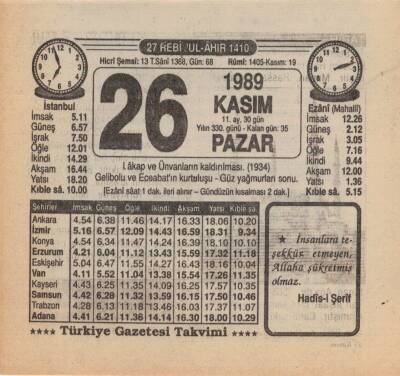 27 REBİ'UL-ÂHİR 1410
Hicrî Şemsî: 13 T.Sâni 1368, Gün: 68
Rûmî: 1405-Kasım: 19
26
1989
KASIM
11. ay, 30 gün
Yılın 330. günü - Kalan gün: 35
PAZAR
İstanbul
İmsak 5.11
Güneş 6.57
İşrak 7.50
Öğle 12.01
İkindi 14.29
Akşam 16.44
Yatsı 18.20
Kıble sâ. 10.00
Ezânî (Mahallî)
İmsak 12.26
Güneş 2.12
İşrak 3.05
Öğle 7.16
İkindi 9.44
Akşam 12.00
Yatsı 1.36
Kıble sâ. 5.15
Lâkap ve Ünvanların kaldırılması. (1934)
Gelibolu ve Eceabat'ın kurtuluşu - Güz yağmurları sonu.
[Ezânî sâat 1 dak. ileri alınır – Gündüzün kısalması 2 dak.]
Şehirler İmsak Güneş Öğle İkindi Akşam Yatsı Kıble sâ.
Ankara 4.54 6.38 11.46 14.17 16.33 18.06 10.20
İzmir 5.16 6.57 12.09 14.43 16.59 18.31 9.34
Konya 4.54 6.34 11.47 14.24 16.39 18.10 10.10
Erzurum 4.21 6.04 11.12 13.43 15.59 17.32 11.18
Eskişehir 5.04 6.47 11.55 14.27 16.43 18.16 10.04
Van 4.11 5.52 11.04 13.38 15.54 17.26 11.35
Kayseri 4.43 6.25 11.35 14.09 16.25 17.57 10.35
Samsun 4.42 6.28 11.32 13.59 16.15 17.50 10.46
Trabzon 4.28 6.13 11.18 13.46 16.03 17.37 11.07
Adana 4.41 6.21 11.36 14.14 16.30 18.00 10.29
★ İnsanlara te-
şekkür etmeyen,
Allaha şükretmiş
olmaz.
Hadîs-i Şerîf
★★★★ Türkiye Gazetesi Takvimi ★★★★